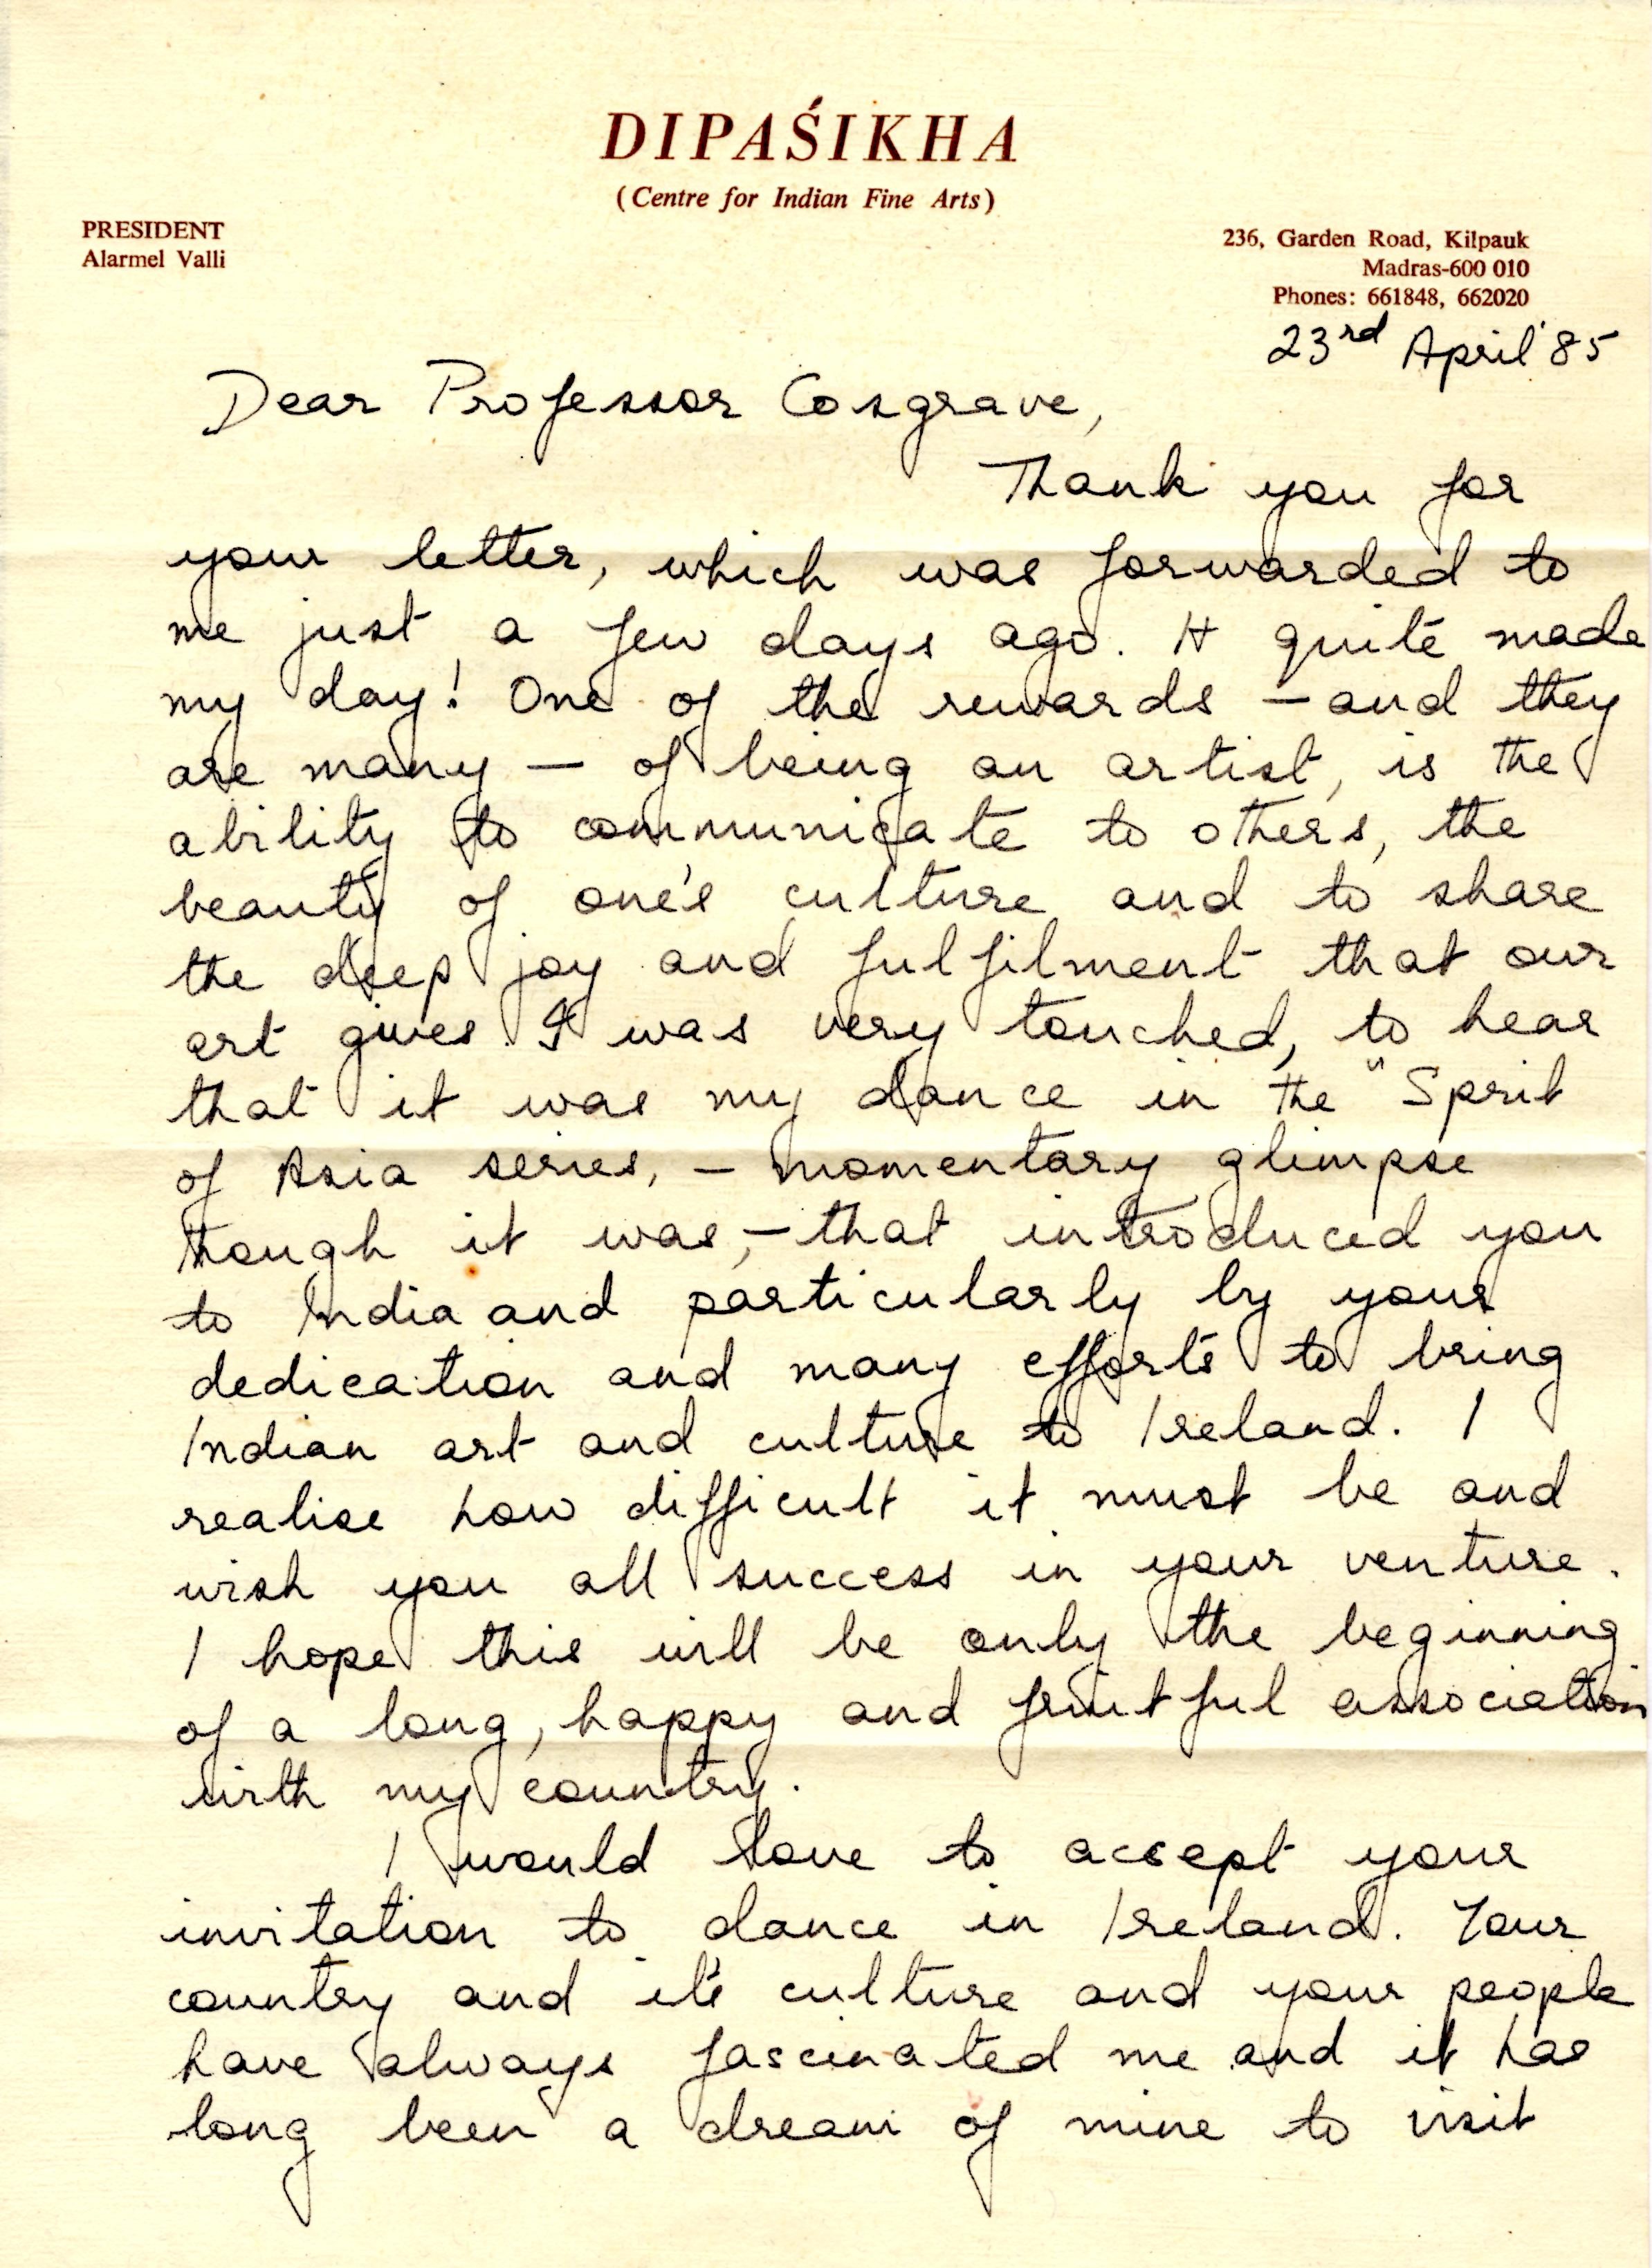 DIPAŚIKHA
(Centre for Indian Fine Arts)
PRESIDENT
Alarmel Valli
236, Garden Road, Kilpauk
Madras-600 010
Phones: 661848, 662020
23rd April '85
Dear Professor Cosgrave,
Thank you for
your letter, which was forwarded to
me just a few days ago. It quite made
my day! One of the rewards – and they
are many – of being an artist, is the
ability to communicate to others, the
beauty of one's culture and to share
the deep joy and fulfilment that our
art gives. I was very touched, to hear
that it was my dance in the "Sprit
of Asia series, – momentary glimpse
though it was, – that introduced you
to India and particularly by your
dedication and many efforts to bring
Indian art and culture to Ireland. I
realise how difficult it must be and
wish you all success in your venture.
I hope this will be only the beginning
of a long, happy and fruitful association
with my country.
I would love to accept your
invitation to dance in Ireland. Your
country and it's culture and your people
have always fascinated me and it has
long been a dream of mine to visit